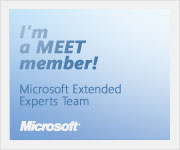 I'm
a MEET
member!
Microsoft Extended
Experts Team
Microsoft®